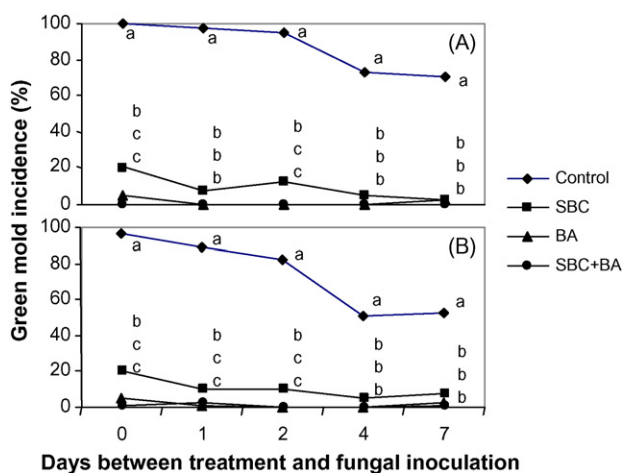 100
80
60
40
20
0
(A)
a
a
a
a
a
b
c
c
b
b
b
b
c
c
b
b
b
b
b
b
Green mold incidence (%)
Control
SBC
BA
SBC+BA
100
80
60
40
20
0
(B)
a
a
a
a
a
b
c
c
b
c
c
b
c
c
b
b
b
b
b
b
0 1 2 4 7
Days between treatment and fungal inoculation